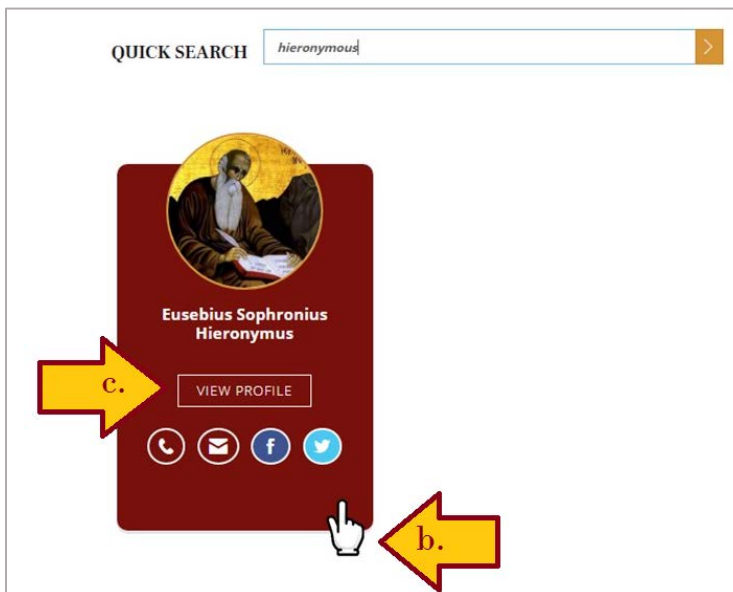 QUICK SEARCH hieronymous
Eusebius Sophronius
Hieronymus
c.
VIEW PROFILE
b.